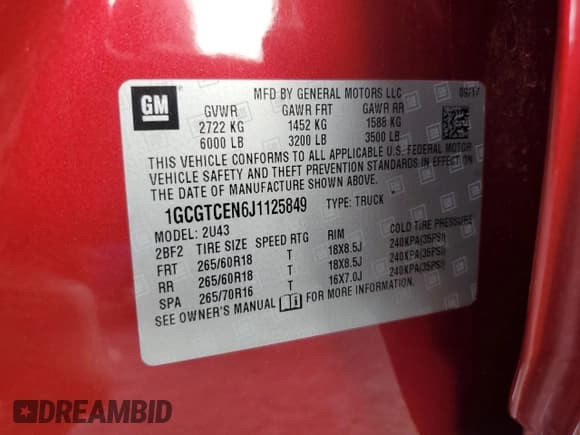 GM
MFD BY GENERAL MOTORS LLC 09/17
GVWR GAWR FRT GAWR RR
2722 KG 1452 KG 1588 KG
6000 LB 3200 LB 3500 LB
THIS VEHICLE CONFORMS TO ALL APPLICABLE U.S. FEDERAL MOTOR
VEHICLE SAFETY AND THEFT PREVENTION STANDARDS IN EFFECT ON
THE DATE OF MANUFACTURE SHOWN ABOVE.
1GCGTCEN6J1125849 TYPE: TRUCK
MODEL: 2U43
2BF2 TIRE SIZE SPEED RTG RIM COLD TIRE PRESSURE
FRT 265/60R18 T 18X8.5J 240KPA(35PSI)
RR 265/60R18 T 18X8.5J 240KPA(35PSI)
SPA 265/70R16 T 16X7.0J 240KPA(35PSI)
SEE OWNER'S MANUAL FOR MORE INFORMATION.
DREAMBID